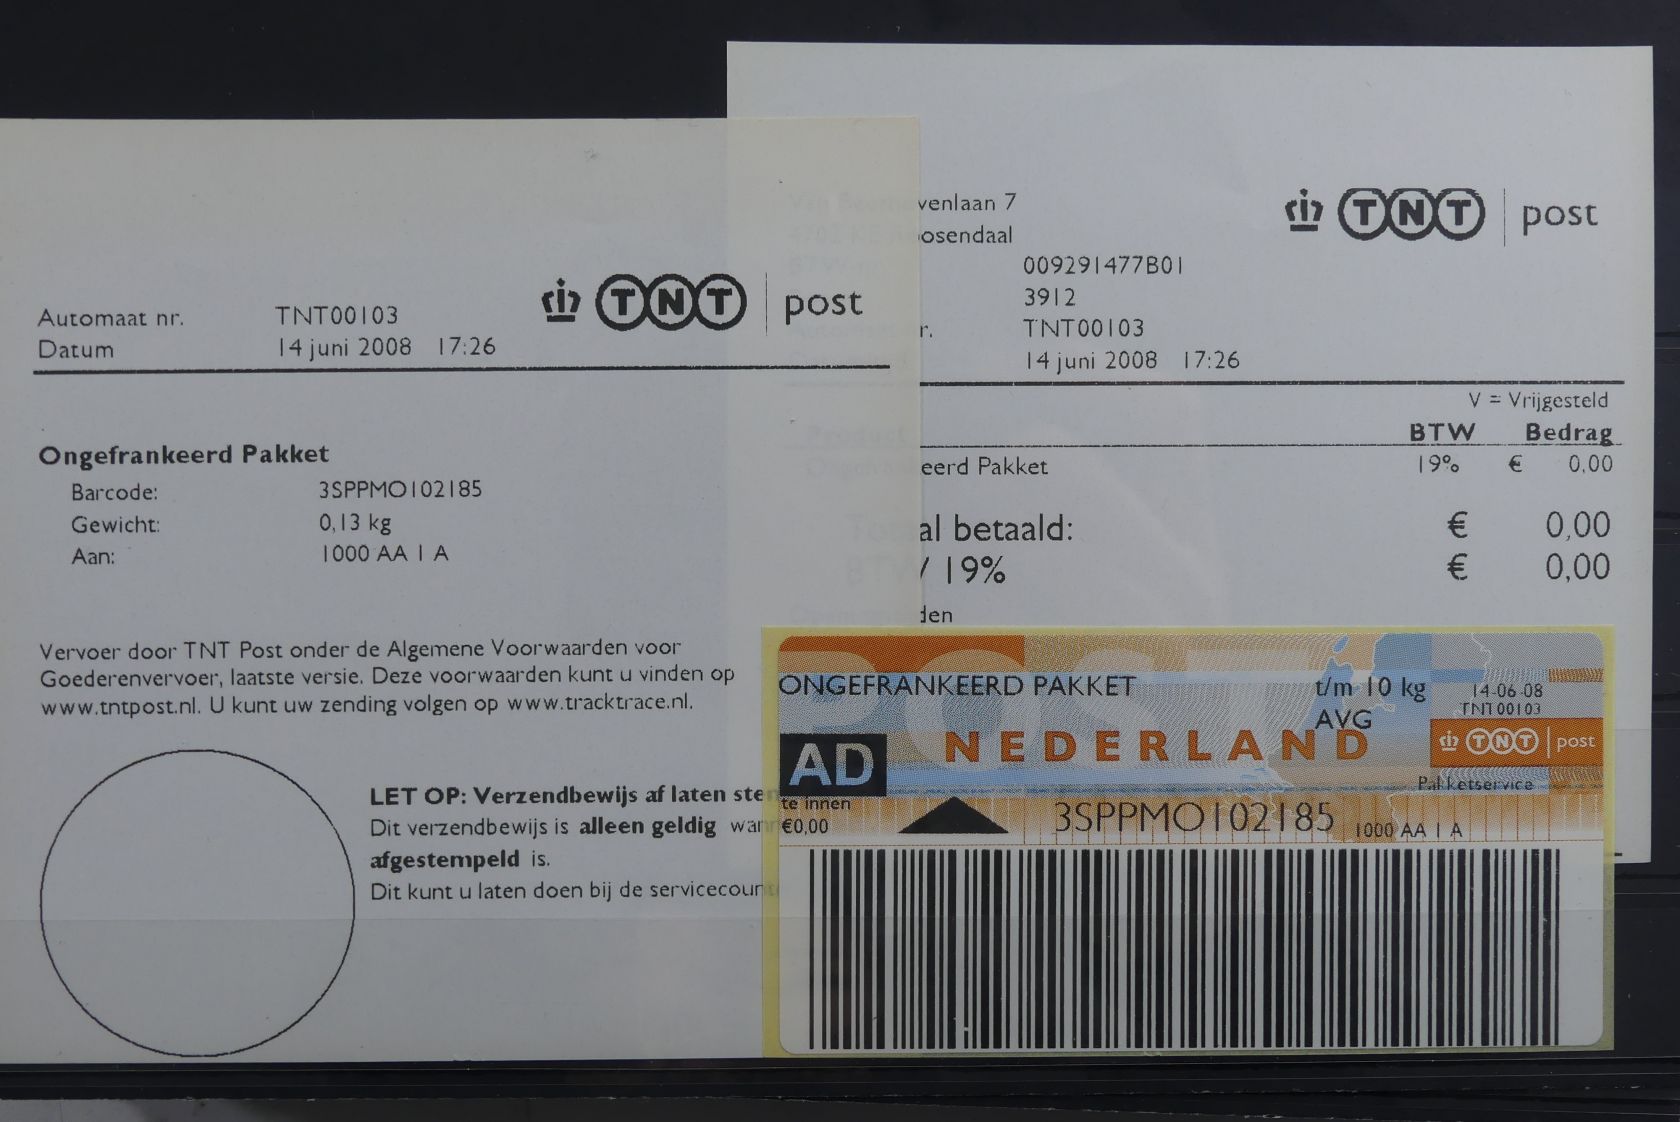 Automaat nr. TNT00103
Datum 14 juni 2008 17:26
TNT post
Ongefrankeerd Pakket
Barcode: 3SPPMO102185
Gewicht: 0,13 kg
Aan: 1000 AA 1 A
Vervoer door TNT Post onder de Algemene Voorwaarden voor
Goederenvervoer, laatste versie. Deze voorwaarden kunt u vinden op
www.tntpost.nl. U kunt uw zending volgen op www.tracktrace.nl.
LET OP: Verzendbewijs af laten ste
Dit verzendbewijs is alleen geldig wan
afgestempeld is.
Dit kunt u laten doen bij de servicecount
venlaan 7
osendaal
009291477B01
3912
r. TNT00103
14 juni 2008 17:26
TNT post
V = Vrijgesteld
BTW Bedrag
eerd Pakket 19% € 0,00
al betaald: € 0,00
BTW 19% € 0,00
den
POST
ONGEFRANKEERD PAKKET t/m 10 kg
AVG
14-06-08
TNT00103
AD NEDERLAND
TNT post
Pakketservice
te innen
€0,00
3SPPMO102185 1000 AA 1 A